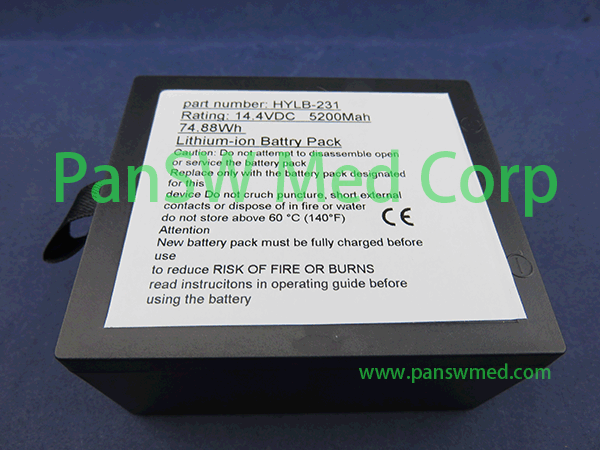 part number: HYLB-231
Rating: 14.4VDC 5200Mah
74.88Wh
Lithium-ion Battry Pack
Caution: Do not attempt to disassemble open
or service the battery pack
Replace only with the battery pack designated
for this
device Do not cruch puncture, short external
contacts or dispose of in fire or water
do not store above 60 °C (140°F)
Attention
New battery pack must be fully charged before
use
to reduce RISK OF FIRE OR BURNS
read instrucitons in operating guide before
using the battery
CE
PanSW Med Corp
www.panswmed.com